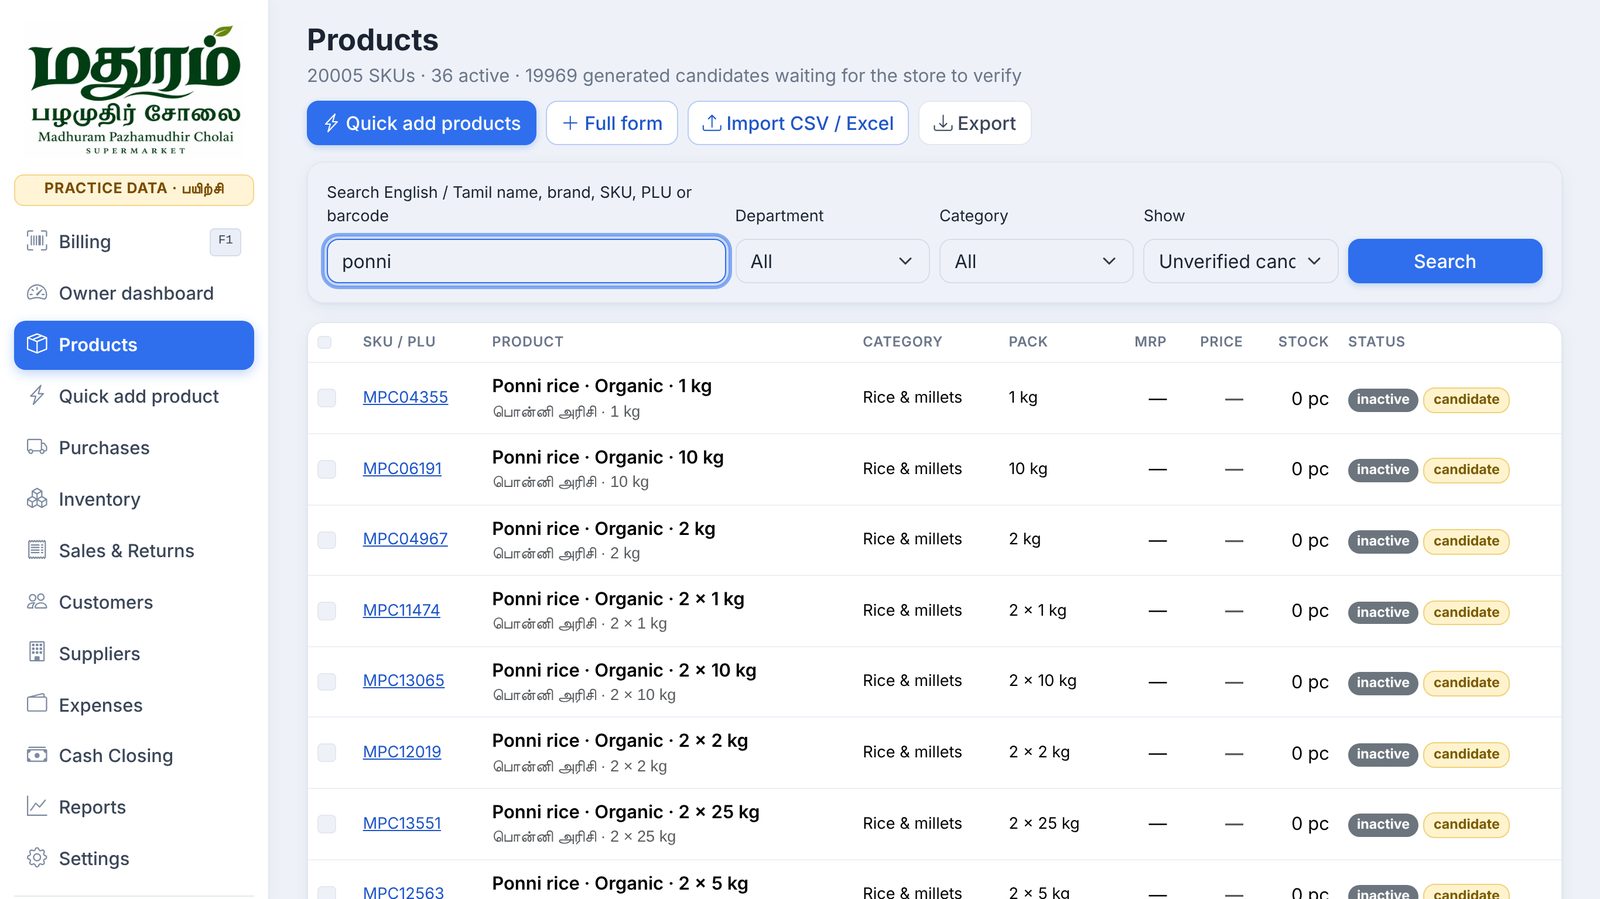 மதுரம்
பழமுதிர் சோலை
Madhuram Pazhamudhir Cholai
SUPERMARKET
PRACTICE DATA · பயிற்சி
Billing F1
Owner dashboard
Products
Quick add product
Purchases
Inventory
Sales & Returns
Customers
Suppliers
Expenses
Cash Closing
Reports
Settings
Products
20005 SKUs · 36 active · 19969 generated candidates waiting for the store to verify
Quick add products + Full form Import CSV / Excel Export
Search English / Tamil name, brand, SKU, PLU or
barcode Department Category Show
ponni All All Unverified canc Search
SKU / PLU PRODUCT CATEGORY PACK MRP PRICE STOCK STATUS
MPC04355 Ponni rice · Organic · 1 kg Rice & millets 1 kg — — 0 pc inactive candidate
பொன்னி அரிசி · 1 kg
MPC06191 Ponni rice · Organic · 10 kg Rice & millets 10 kg — — 0 pc inactive candidate
பொன்னி அரிசி · 10 kg
MPC04967 Ponni rice · Organic · 2 kg Rice & millets 2 kg — — 0 pc inactive candidate
பொன்னி அரிசி · 2 kg
MPC11474 Ponni rice · Organic · 2 × 1 kg Rice & millets 2 × 1 kg — — 0 pc inactive candidate
பொன்னி அரிசி · 2 × 1 kg
MPC13065 Ponni rice · Organic · 2 × 10 kg Rice & millets 2 × 10 kg — — 0 pc inactive candidate
பொன்னி அரிசி · 2 × 10 kg
MPC12019 Ponni rice · Organic · 2 × 2 kg Rice & millets 2 × 2 kg — — 0 pc inactive candidate
பொன்னி அரிசி · 2 × 2 kg
MPC13551 Ponni rice · Organic · 2 × 25 kg Rice & millets 2 × 25 kg — — 0 pc inactive candidate
பொன்னி அரிசி · 2 × 25 kg
MPC12563 Ponni rice · Organic · 2 × 5 kg Rice & millets 2 × 5 kg — — 0 pc inactive candidate